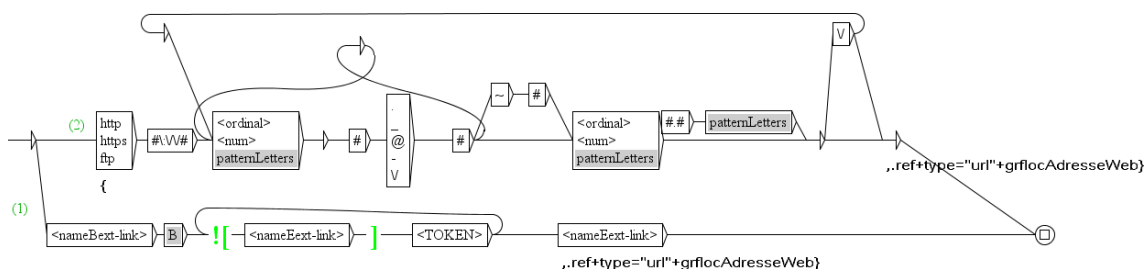 \/
~
#
(2)
http
https
ftp
#\:\/\/#
<ordinal>
<num>
patternLetters
#
.
_
@
-
\/
#
<ordinal>
<num>
patternLetters
#.#
patternLetters
{
,.ref+type="url"+grflocAdresseWeb}
(1)
<nameBext-link>
B
![
<nameEext-link>
]
<TOKEN>
<nameEext-link>
,.ref+type="url"+grflocAdresseWeb}